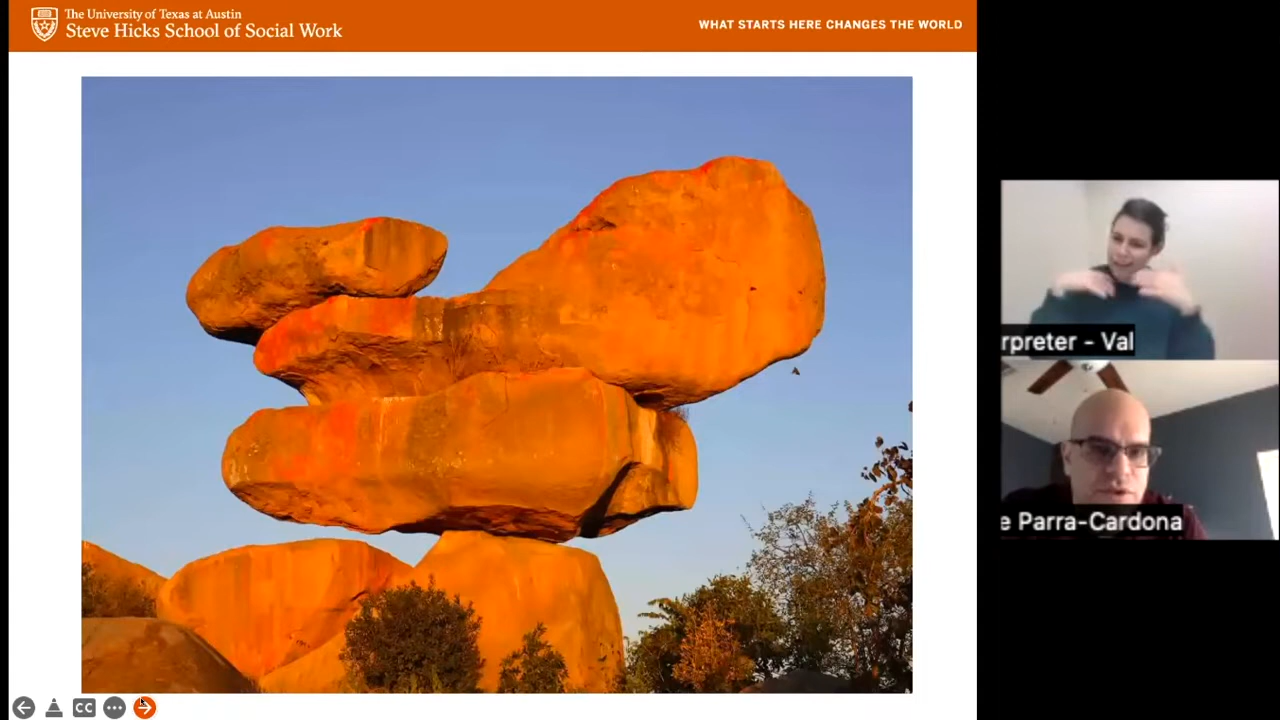 The University of Texas at Austin
Steve Hicks School of Social Work
WHAT STARTS HERE CHANGES THE WORLD
rpreter - Val
e Parra-Cardona
CC